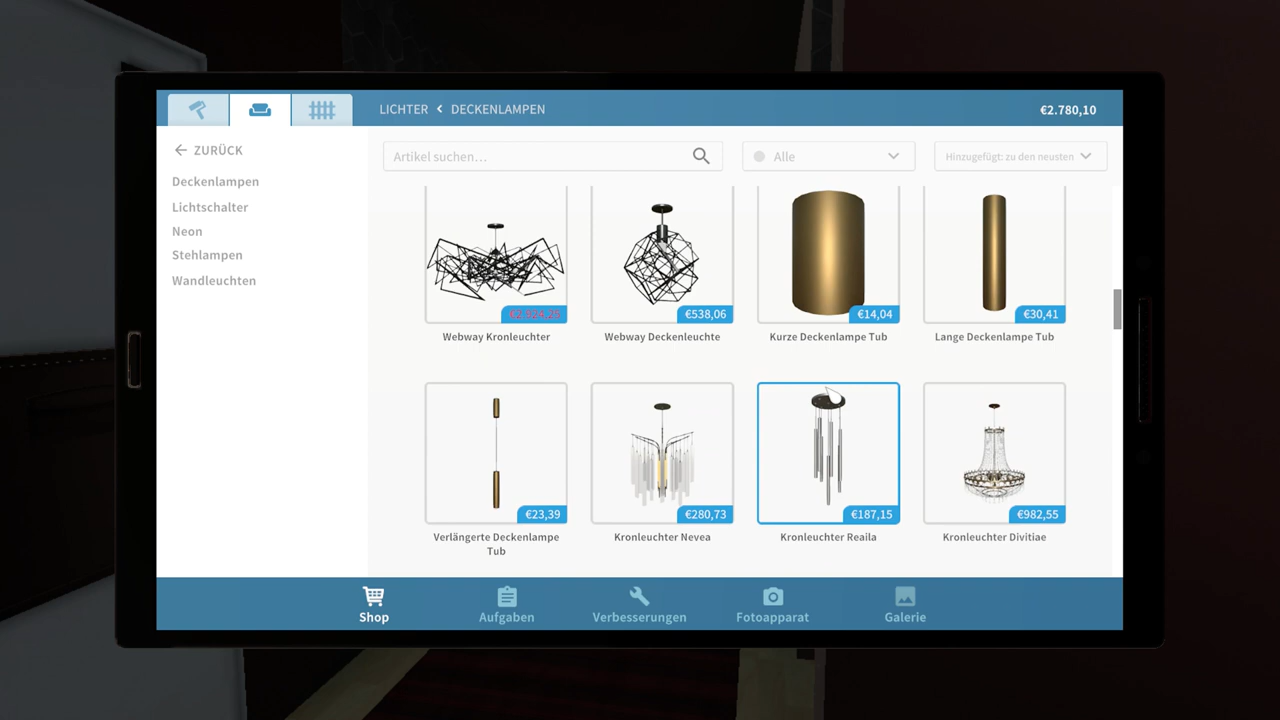 LICHTER < DECKENLAMPEN
€2.780,10
ZURÜCK
Artikel suchen...
Alle
Hinzugefügt: zu den neusten
Deckenlampen
Lichtschalter
Neon
Stehlampen
Wandleuchten
€538,06
€14,04
€30,41
Webway Kronleuchter
Webway Deckenleuchte
Kurze Deckenlampe Tub
Lange Deckenlampe Tub
€23,39
€280,73
€187,15
€982,55
Verlängerte Deckenlampe
Tub
Kronleuchter Nevea
Kronleuchter Reaila
Kronleuchter Divitiae
Shop
Aufgaben
Verbesserungen
Fotoapparat
Galerie